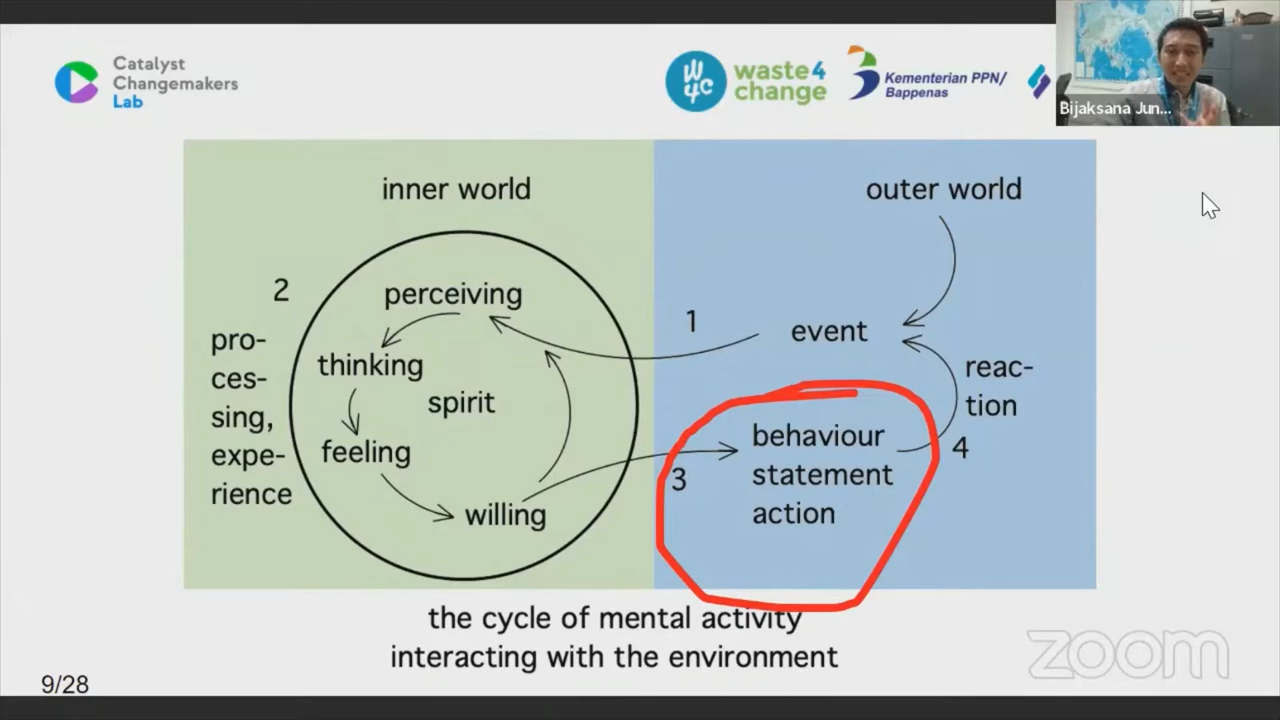 Catalyst
Changemakers
Lab
W4C
waste4
change
Kementerian PPN/
Bappenas
Bijaksana Jun...
inner world
outer world
2
perceiving
1
event
pro-
ces-
sing,
expe-
rience
thinking
spirit
feeling
willing
reac-
tion
behaviour
statement
action
3
4
the cycle of mental activity
interacting with the environment
zoom
9/28